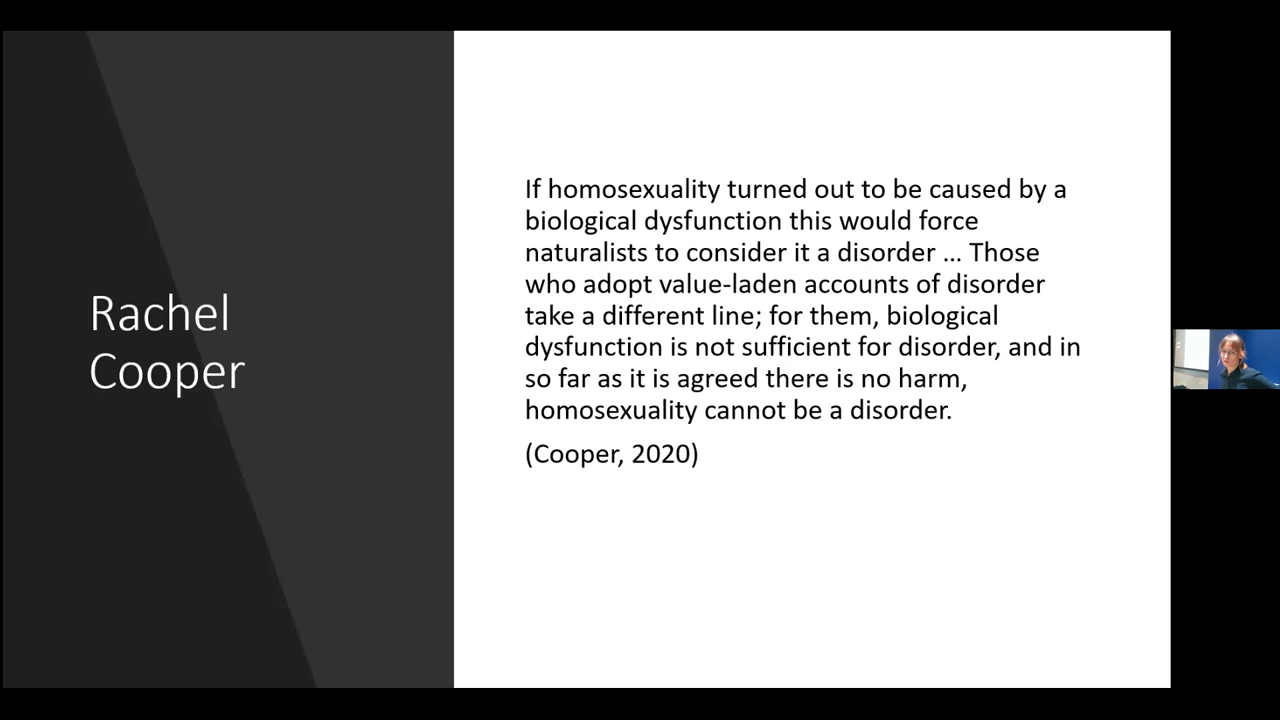 Rachel
Cooper
If homosexuality turned out to be caused by a
biological dysfunction this would force
naturalists to consider it a disorder ... Those
who adopt value-laden accounts of disorder
take a different line; for them, biological
dysfunction is not sufficient for disorder, and in
so far as it is agreed there is no harm,
homosexuality cannot be a disorder.
(Cooper, 2020)